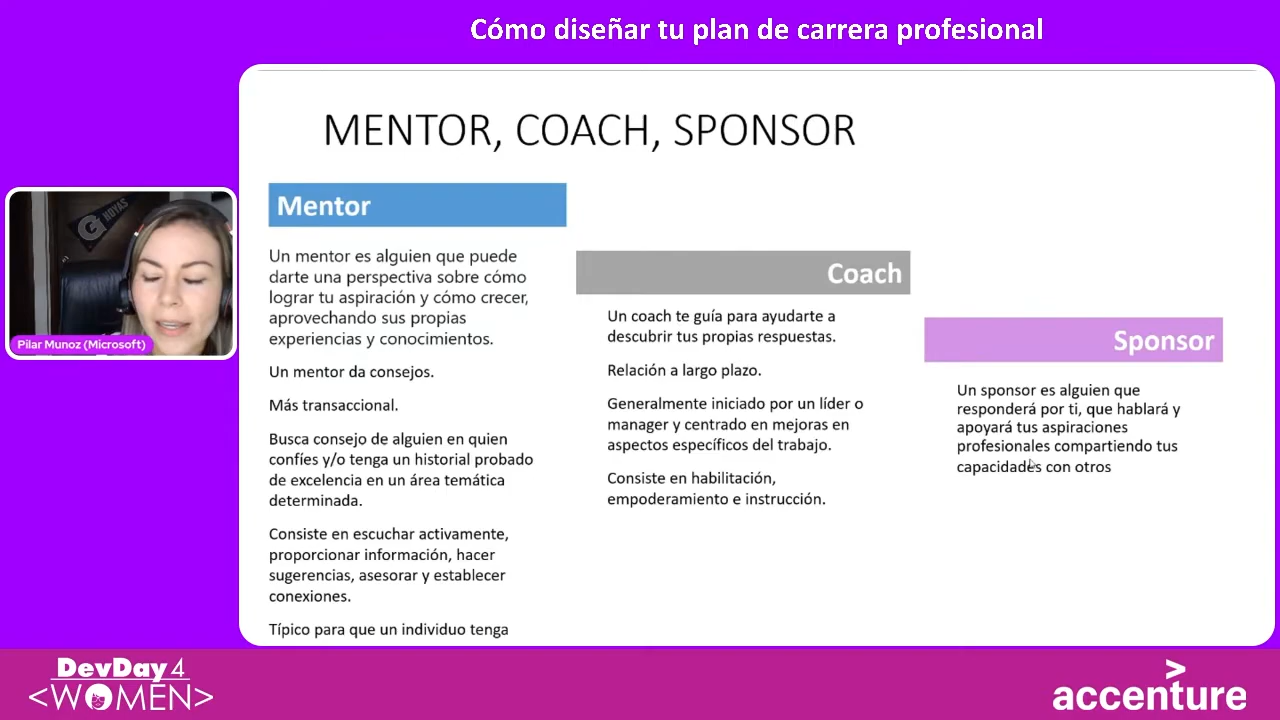 Cómo diseñar tu plan de carrera profesional
MENTOR, COACH, SPONSOR
Mentor
Un mentor es alguien que puede
darte una perspectiva sobre cómo
lograr tu aspiración y cómo crecer,
aprovechando sus propias
experiencias y conocimientos.
Un mentor da consejos.
Más transaccional.
Busca consejo de alguien en quien
confíes y/o tenga un historial probado
de excelencia en un área temática
determinada.
Consiste en escuchar activamente,
proporcionar información, hacer
sugerencias, asesorar y establecer
conexiones.
Típico para que un individuo tenga
Coach
Un coach te guía para ayudarte a
descubrir tus propias respuestas.
Relación a largo plazo.
Generalmente iniciado por un líder o
manager y centrado en mejoras en
aspectos específicos del trabajo.
Consiste en habilitación,
empoderamiento e instrucción.
Sponsor
Un sponsor es alguien que
responderá por ti, que hablará y
apoyará tus aspiraciones
profesionales compartiendo tus
capacidades con otros
G HOYAS
Pilar Munoz (Microsoft)
DevDay4
<WOMEN>
accenture